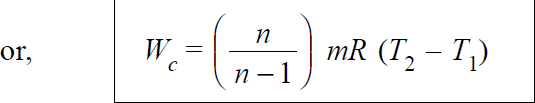 or, W_c = ( n / (n − 1) ) mR (T_2 − T_1)